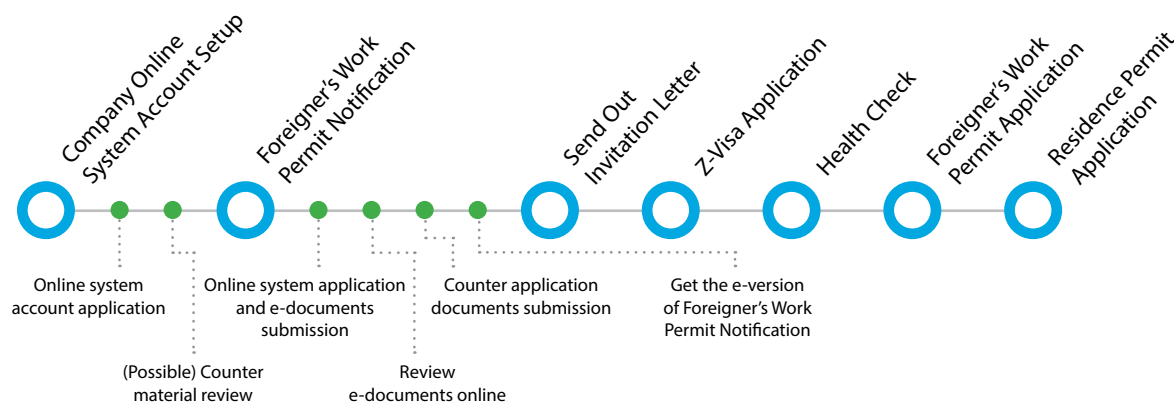 Company Online
System Account Setup
Foreigner’s Work
Permit Notification
Send Out
Invitation Letter
Z-Visa Application
Health Check
Foreigner’s Work
Permit Application
Residence Permit
Application
Online system
account application
(Possible) Counter
material review
Online system application
and e-documents
submission
Review
e-documents online
Counter application
documents submission
Get the e-version
of Foreigner’s Work
Permit Notification